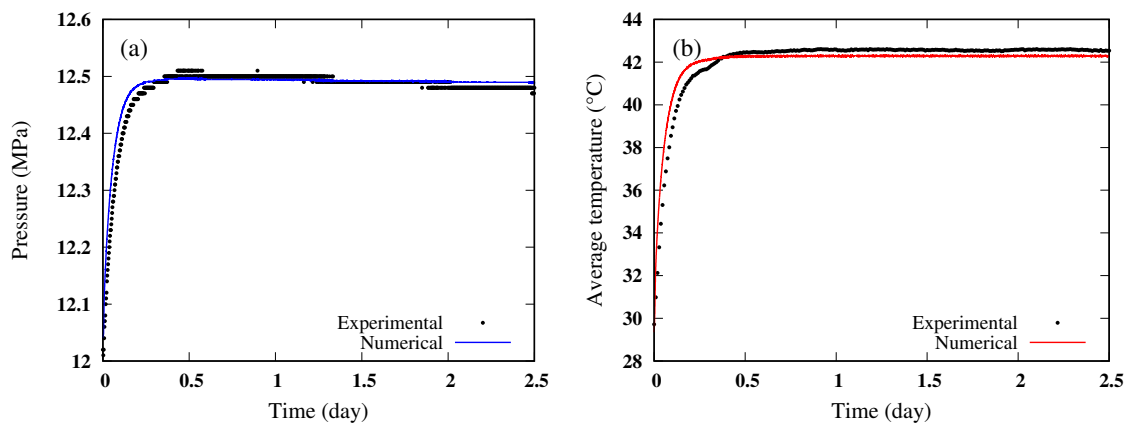 (a)
Pressure (MPa)
12.6
12.5
12.4
12.3
12.2
12.1
12
0 0.5 1 1.5 2 2.5
Time (day)
Experimental
Numerical
(b)
Average temperature (°C)
44
42
40
38
36
34
32
30
28
0 0.5 1 1.5 2 2.5
Time (day)
Experimental
Numerical